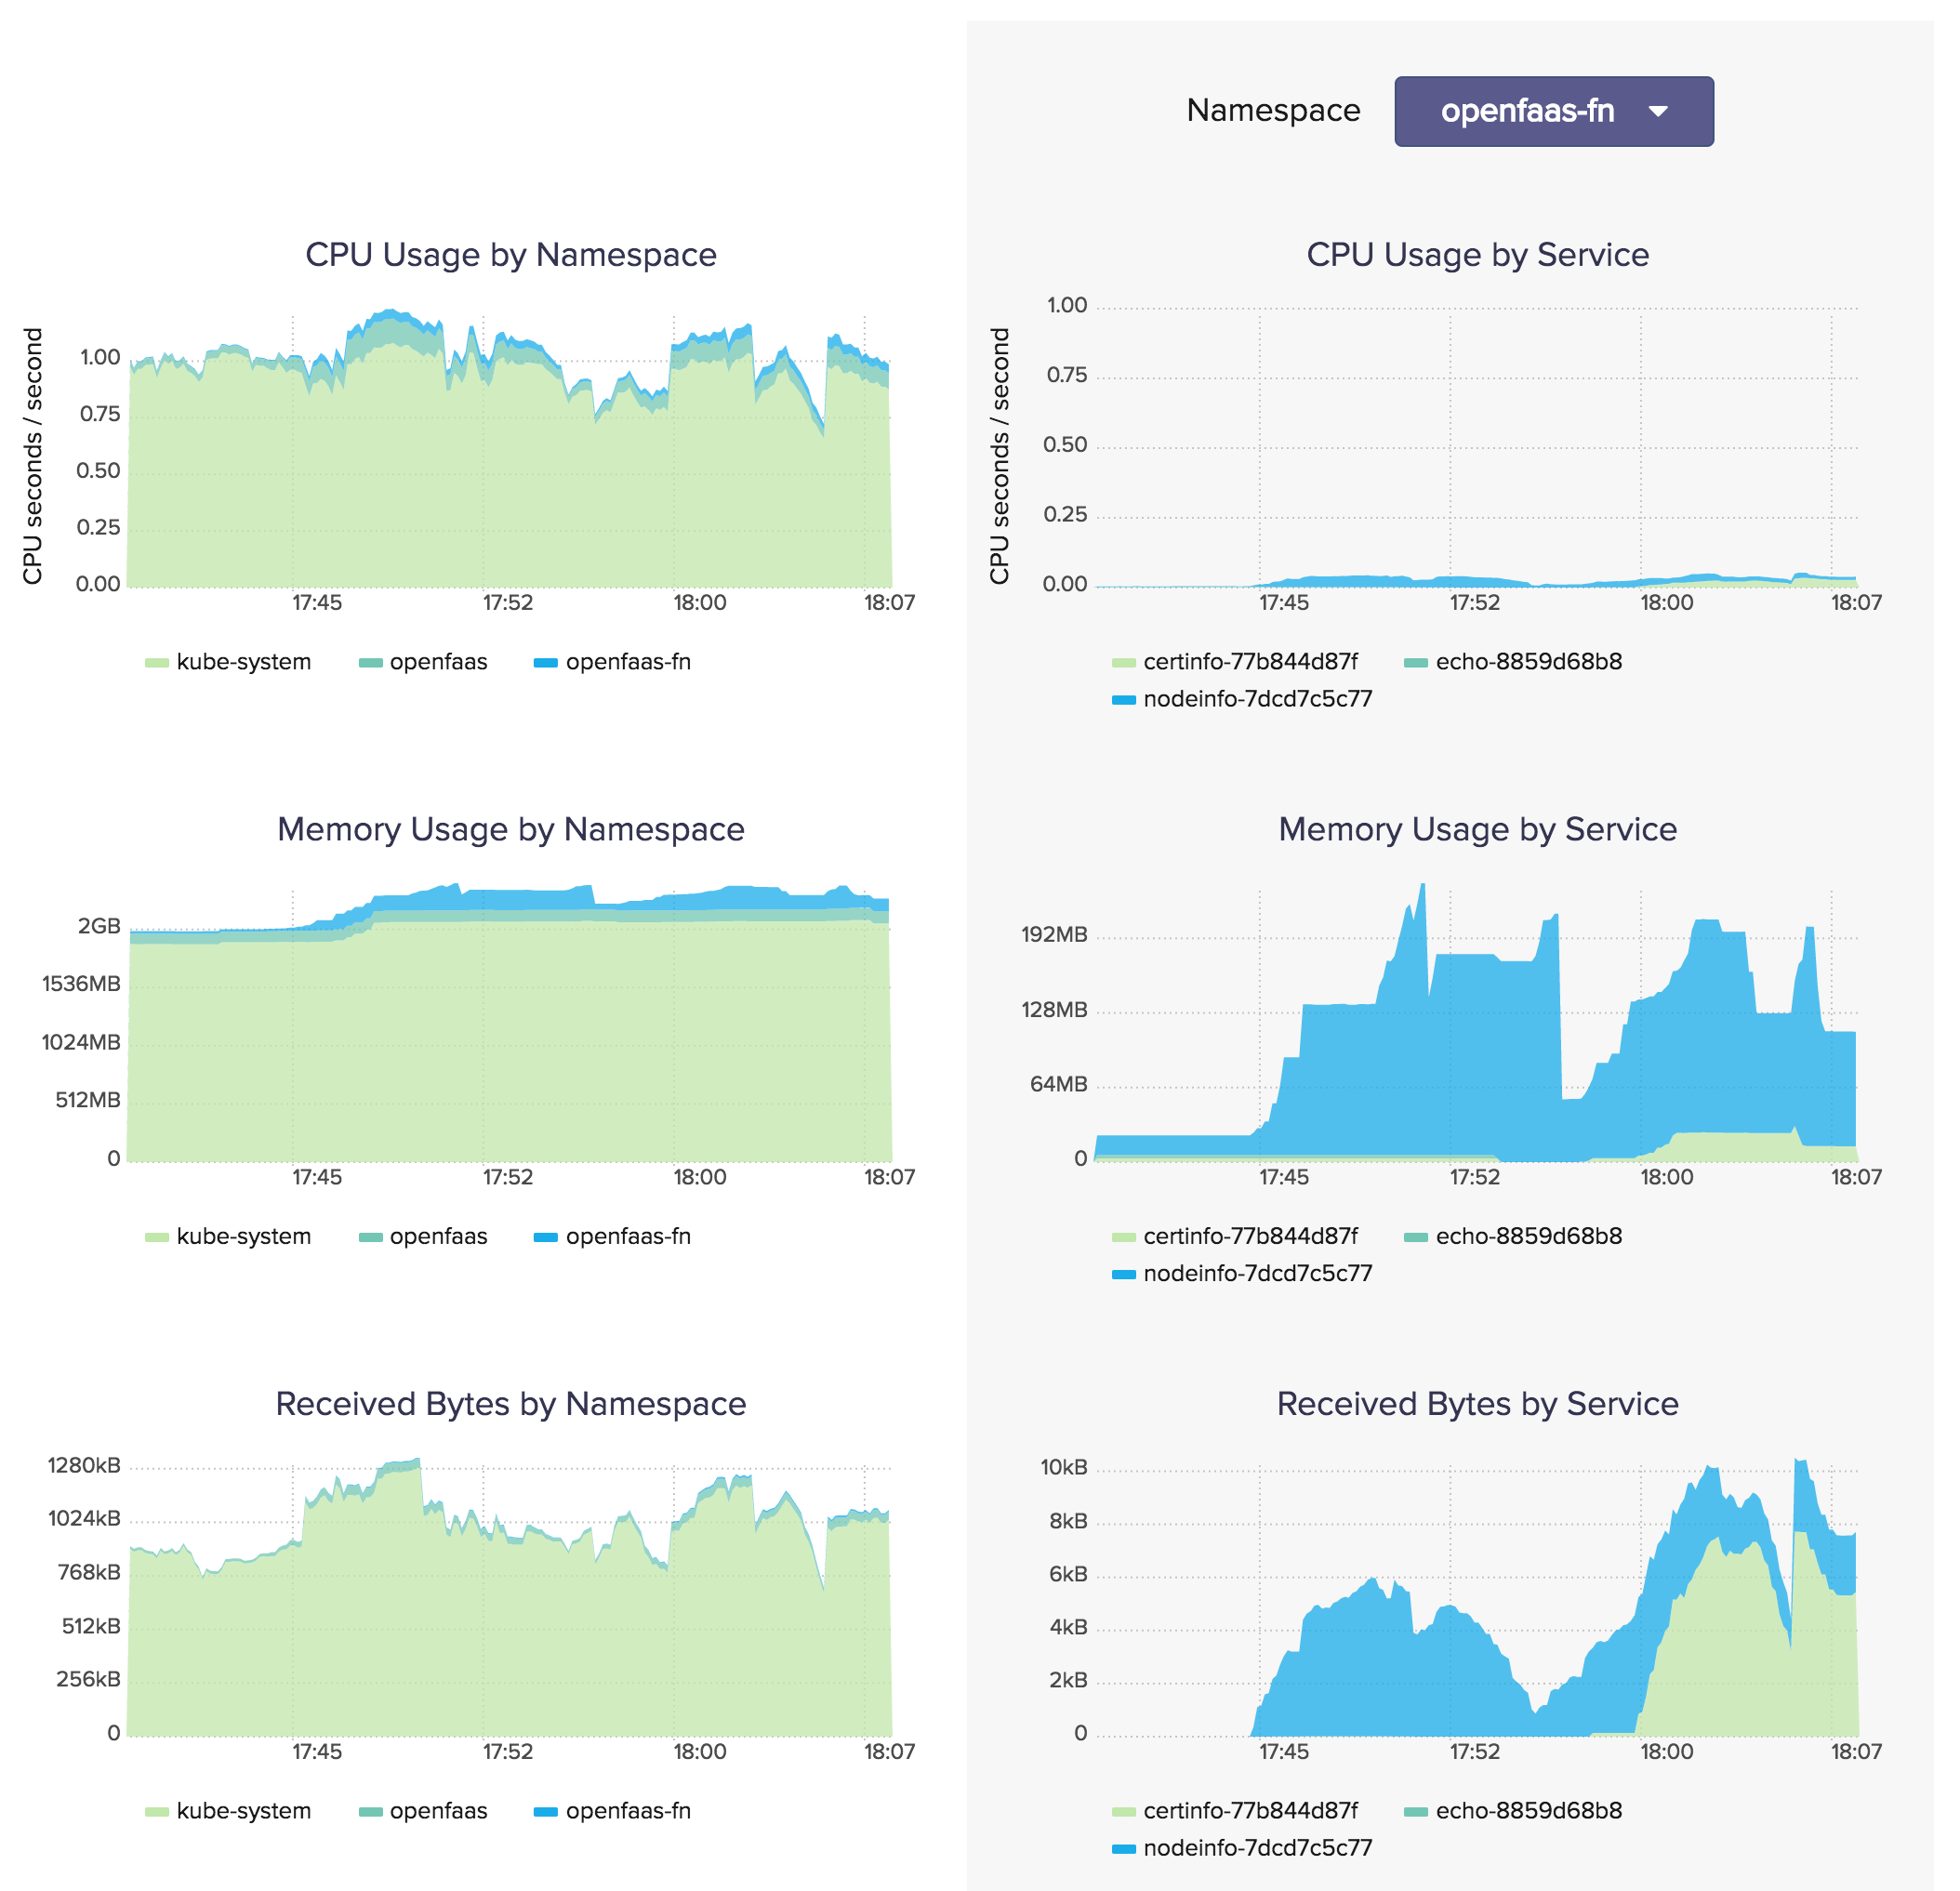 Namespace openfaas-fn
CPU Usage by Namespace
CPU seconds / second
1.00
0.75
0.50
0.25
0.00
17:45 17:52 18:00 18:07
kube-system openfaas openfaas-fn
CPU Usage by Service
CPU seconds / second
1.00
0.75
0.50
0.25
0.00
17:45 17:52 18:00 18:07
certinfo-77b844d87f echo-8859d68b8
nodeinfo-7dcd7c5c77
Memory Usage by Namespace
2GB
1536MB
1024MB
512MB
0
17:45 17:52 18:00 18:07
kube-system openfaas openfaas-fn
Memory Usage by Service
192MB
128MB
64MB
0
17:45 17:52 18:00 18:07
certinfo-77b844d87f echo-8859d68b8
nodeinfo-7dcd7c5c77
Received Bytes by Namespace
1280kB
1024kB
768kB
512kB
256kB
0
17:45 17:52 18:00 18:07
kube-system openfaas openfaas-fn
Received Bytes by Service
10kB
8kB
6kB
4kB
2kB
0
17:45 17:52 18:00 18:07
certinfo-77b844d87f echo-8859d68b8
nodeinfo-7dcd7c5c77